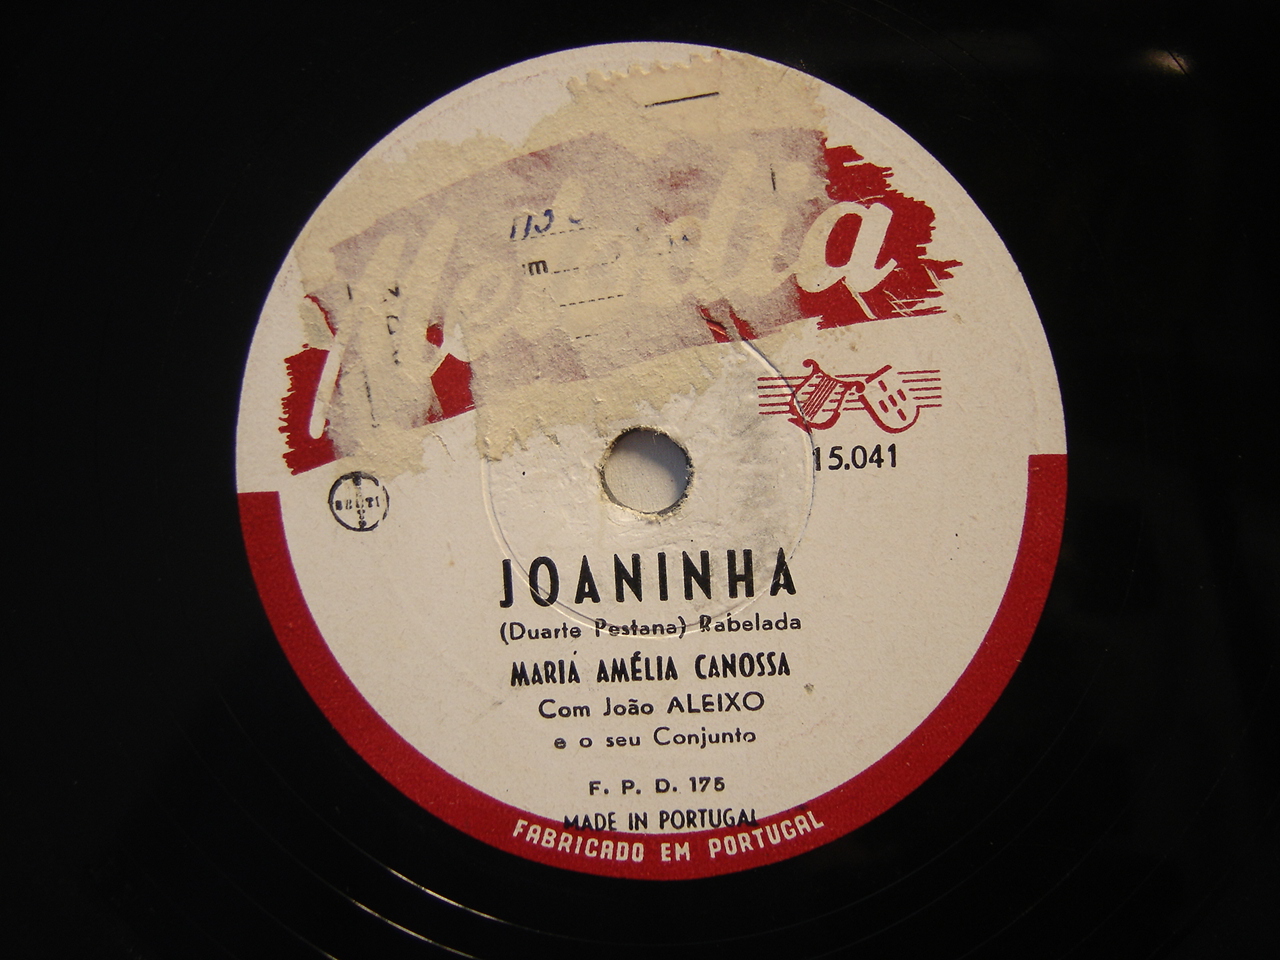 Melodia
15.041
JOANINHA
(Duarte Pestana) Rabelada
MARIÁ AMÉLIA CANOSSA
Com João ALEIXO
e o seu Conjunto
F. P. D. 175
MADE IN PORTUGAL
FABRICADO EM PORTUGAL